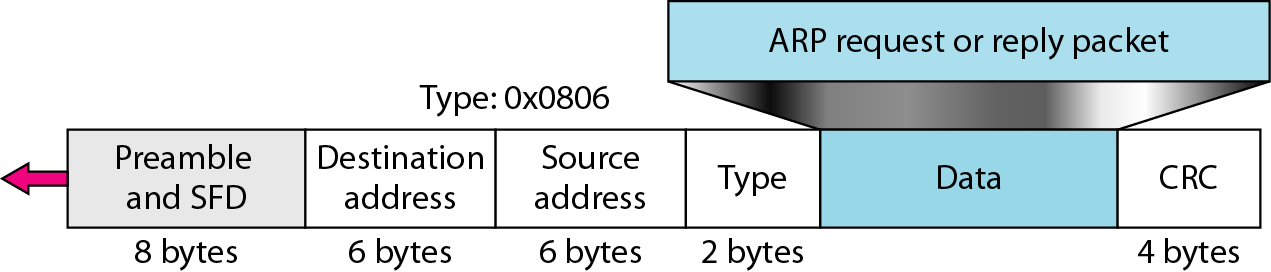 ARP request or reply packet
Type: 0x0806
Preamble
and SFD
Destination
address
Source
address
Type
Data
CRC
8 bytes
6 bytes
6 bytes
2 bytes
4 bytes